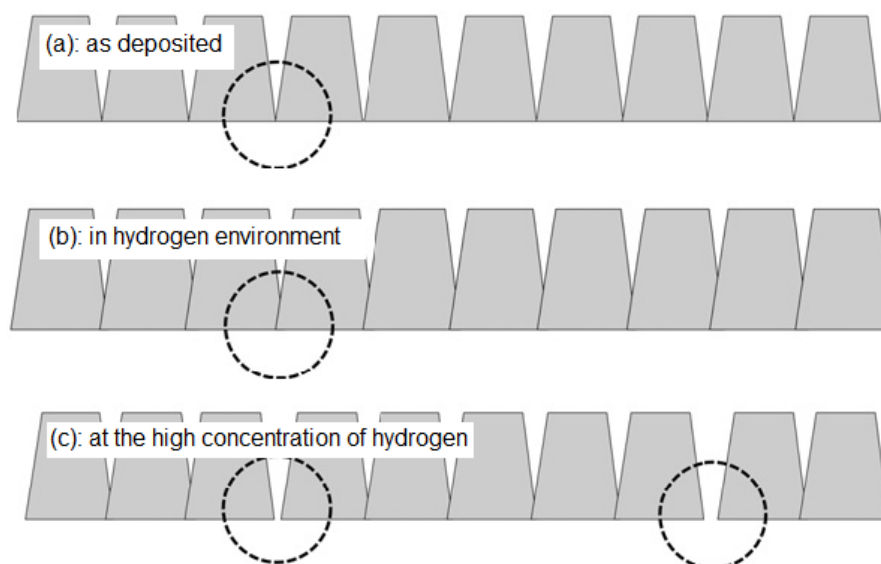 (a): as deposited
(b): in hydrogen environment
(c): at the high concentration of hydrogen